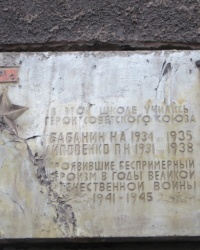 В ЭТОЙ ШКОЛЕ УЧИЛИСЬ
ГЕРОИ СОВЕТСКОГО СОЮЗА
БАБАНИН Н А 1934 1935
ЛИПОВЕНКО П Н 1931 1938
ПРОЯВИВШИЕ БЕСПРИМЕРНЫЙ
ГЕРОИЗМ В ГОДЫ ВЕЛИКОЙ
ОТЕЧЕСТВЕННОЙ ВОЙНЫ
1941-1945